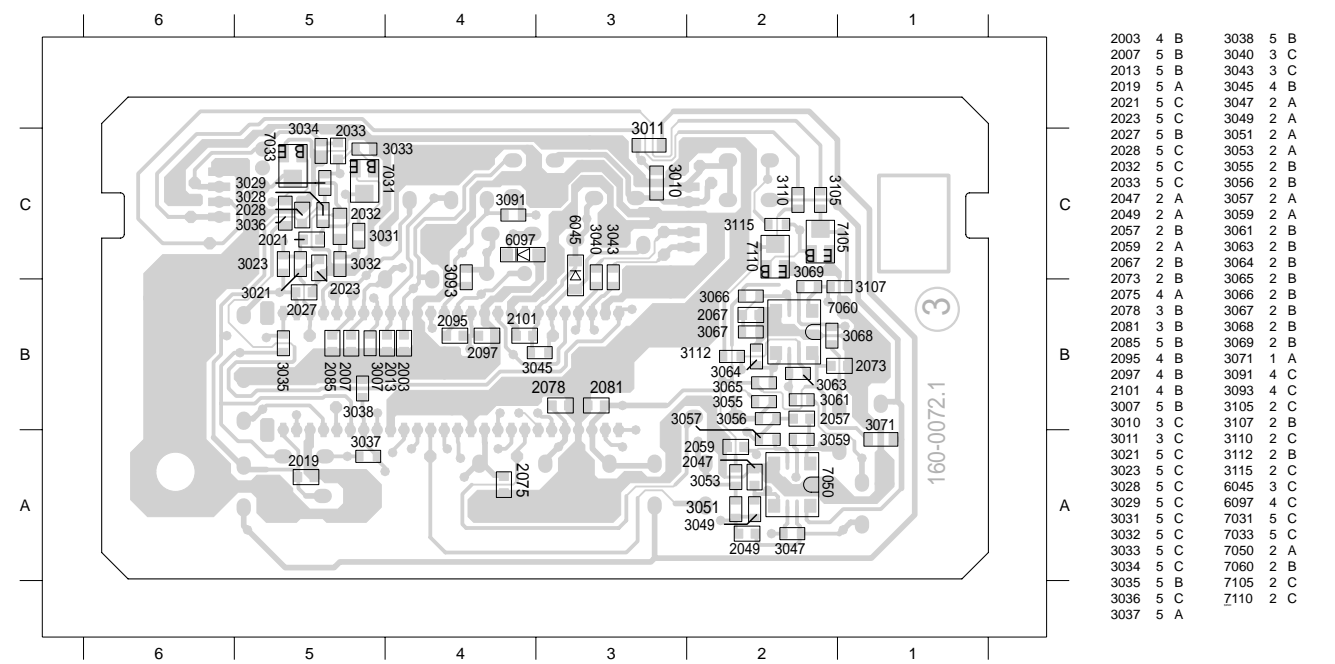 6 5 4 3 2 1
3034 2033 3011
7033 3033
3029 7031 3010
3028 3110 3105
C 2028 2032 3091 C
3036 3115
2021 3031 6097 6045 3040 3043 7110 7105
3023 3032 3069
3021 2023 3093 3107
2027 3066 7060
2067 3
2095 2101 3067 3068
B 2097 3112 B
3035 2085 2007 3007 2013 2003 3045 3064 2073
3065 3063
3038 2078 2081 3055 3061
3057 3056 2057
3037 3059 3071
2059
2019 2047
2075 3053 7050 160-0072.1
A 3051 A
3049
2049 3047
6 5 4 3 2 1
2003 4 B
2007 5 B
2013 5 B
2019 5 A
2021 5 C
2023 5 C
2027 5 B
2028 5 C
2032 5 C
2033 5 C
2047 2 A
2049 2 A
2057 2 B
2059 2 A
2067 2 B
2073 2 B
2075 4 A
2078 3 B
2081 3 B
2085 5 B
2095 4 B
2097 4 B
2101 4 B
3007 5 B
3010 3 C
3011 3 C
3021 5 C
3023 5 C
3028 5 C
3029 5 C
3031 5 C
3032 5 C
3033 5 C
3034 5 C
3035 5 B
3036 5 C
3037 5 A
3038 5 B
3040 3 C
3043 3 C
3045 4 B
3047 2 A
3049 2 A
3051 2 A
3053 2 A
3055 2 B
3056 2 B
3057 2 A
3059 2 A
3061 2 B
3063 2 B
3064 2 B
3065 2 B
3066 2 B
3067 2 B
3068 2 B
3069 2 B
3071 1 A
3091 4 C
3093 4 C
3105 2 C
3107 2 B
3110 2 C
3112 2 B
3115 2 C
6045 3 C
6097 4 C
7031 5 C
7033 5 C
7050 2 A
7060 2 B
7105 2 C
7110 2 C